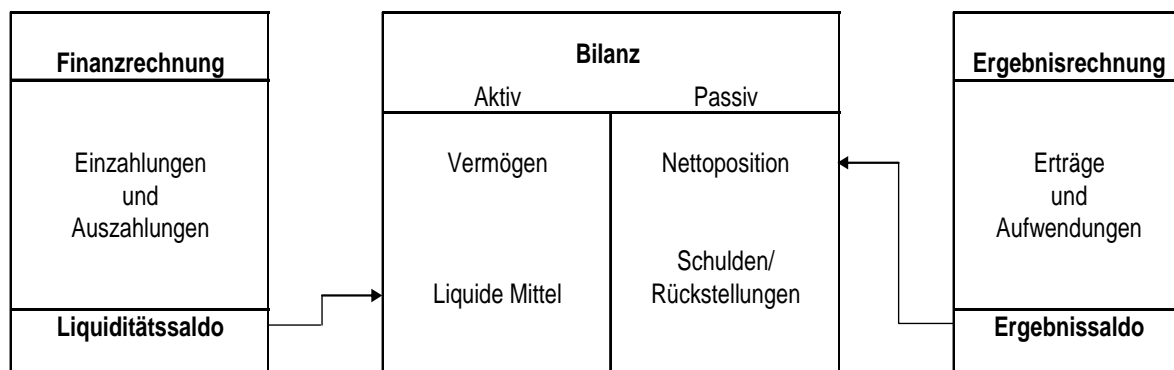 Finanzrechnung
Einzahlungen
und
Auszahlungen
Liquiditätssaldo
Bilanz
Aktiv Passiv
Vermögen Nettoposition
Liquide Mittel
Schulden/
Rückstellungen
Ergebnisrechnung
Erträge
und
Aufwendungen
Ergebnissaldo